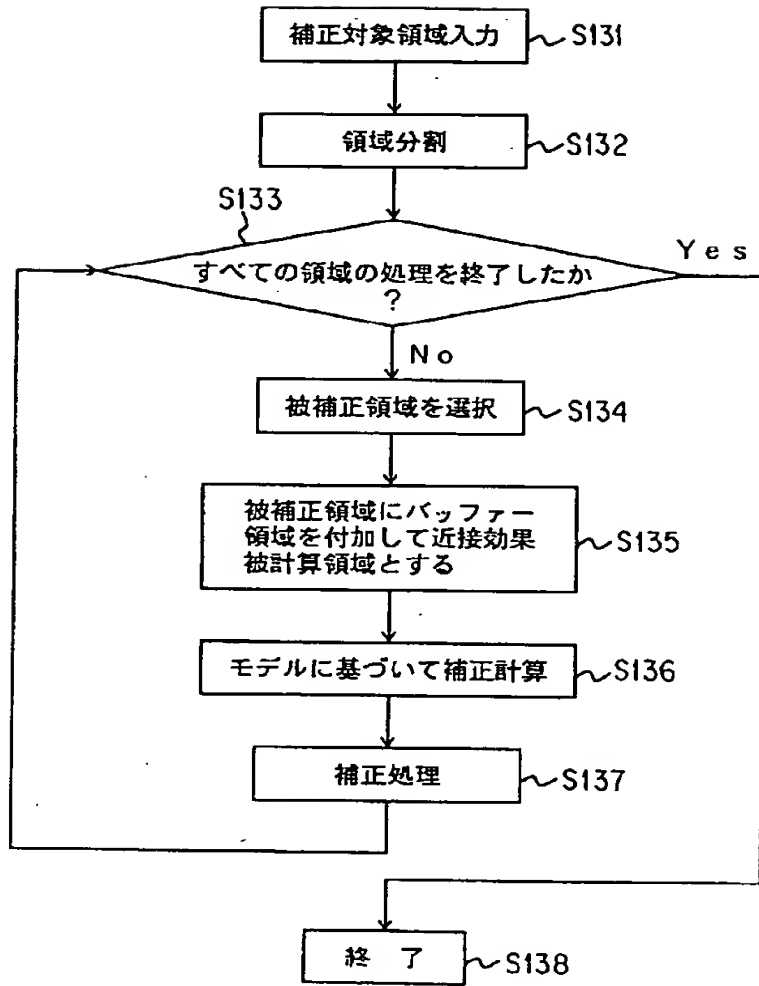 補正対象領域入力
S131
領域分割
S132
S133
すべての領域の処理を終了したか
?
Yes
No
被補正領域を選択
S134
被補正領域にバッファー
領域を付加して近接効果
被計算領域とする
S135
モデルに基づいて補正計算
S136
補正処理
S137
終 了
S138